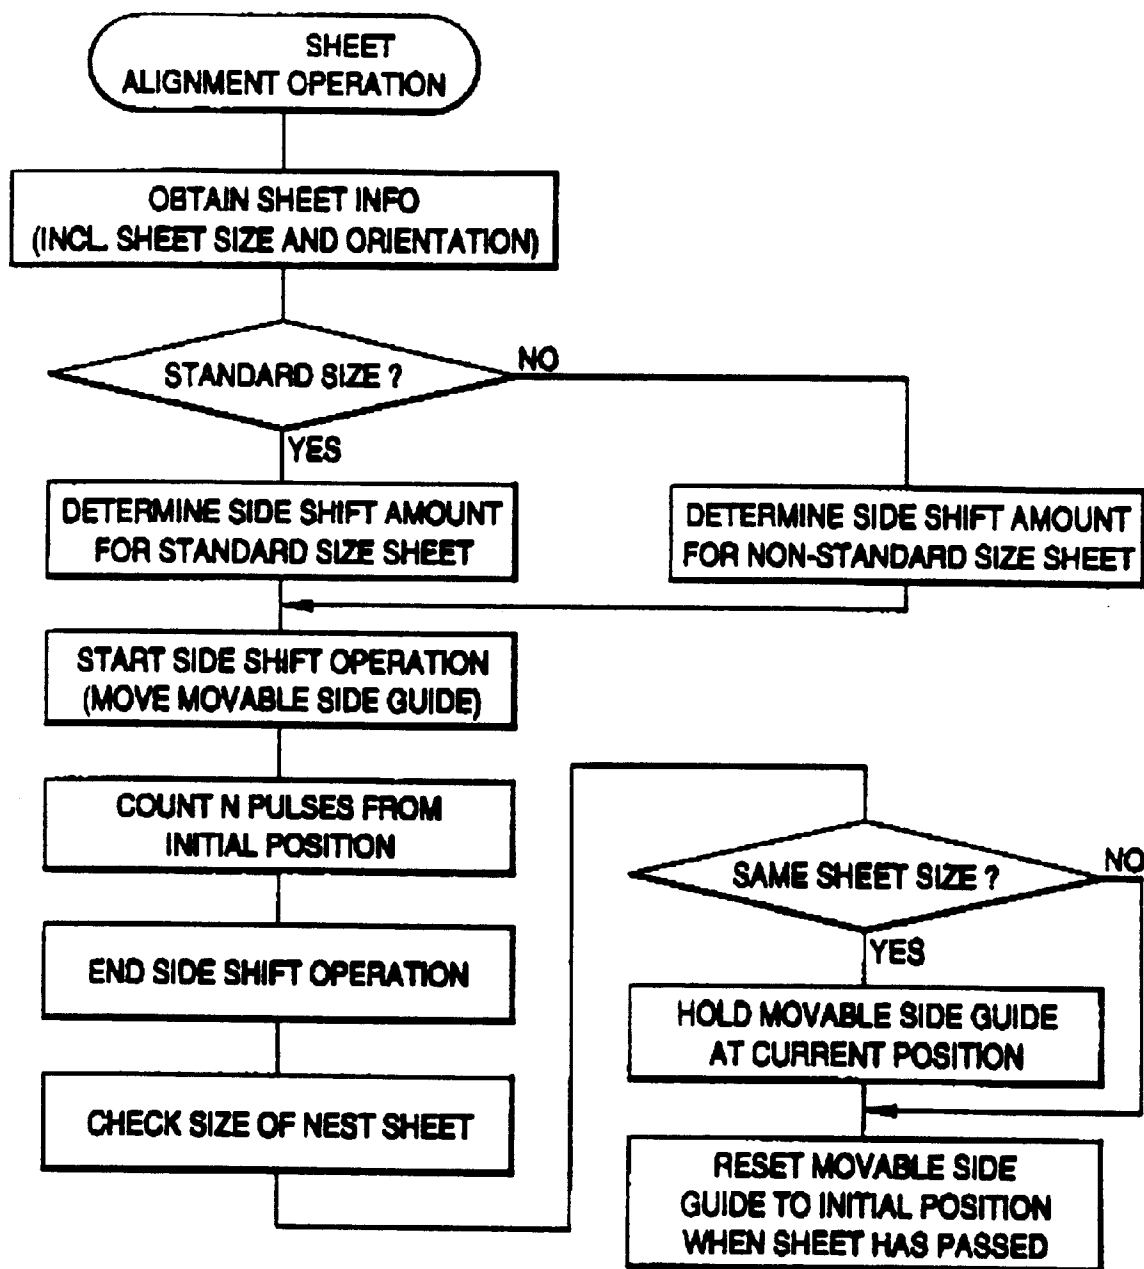 SHEET
ALIGNMENT OPERATION
OBTAIN SHEET INFO
(INCL. SHEET SIZE AND ORIENTATION)
STANDARD SIZE ?
NO
YES
DETERMINE SIDE SHIFT AMOUNT
FOR STANDARD SIZE SHEET
DETERMINE SIDE SHIFT AMOUNT
FOR NON-STANDARD SIZE SHEET
START SIDE SHIFT OPERATION
(MOVE MOVABLE SIDE GUIDE)
COUNT N PULSES FROM
INITIAL POSITION
END SIDE SHIFT OPERATION
CHECK SIZE OF NEST SHEET
SAME SHEET SIZE ?
NO
YES
HOLD MOVABLE SIDE GUIDE
AT CURRENT POSITION
RESET MOVABLE SIDE
GUIDE TO INITIAL POSITION
WHEN SHEET HAS PASSED